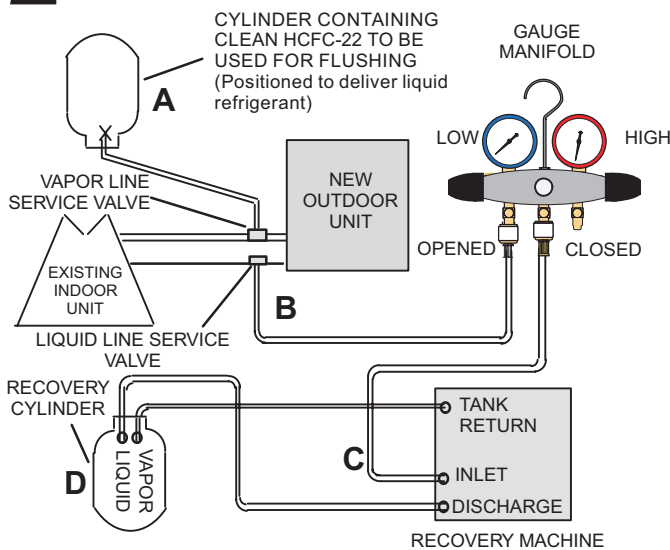 CYLINDER CONTAINING
CLEAN HCFC-22 TO BE
USED FOR FLUSHING
(Positioned to deliver liquid
refrigerant)
A
GAUGE
MANIFOLD
LOW
HIGH
VAPOR LINE
SERVICE VALVE
NEW
OUTDOOR
UNIT
OPENED
CLOSED
EXISTING
INDOOR
UNIT
B
LIQUID LINE SERVICE
VALVE
RECOVERY
CYLINDER
TANK
RETURN
C
D
LIQUID
VAPOR
INLET
DISCHARGE
RECOVERY MACHINE